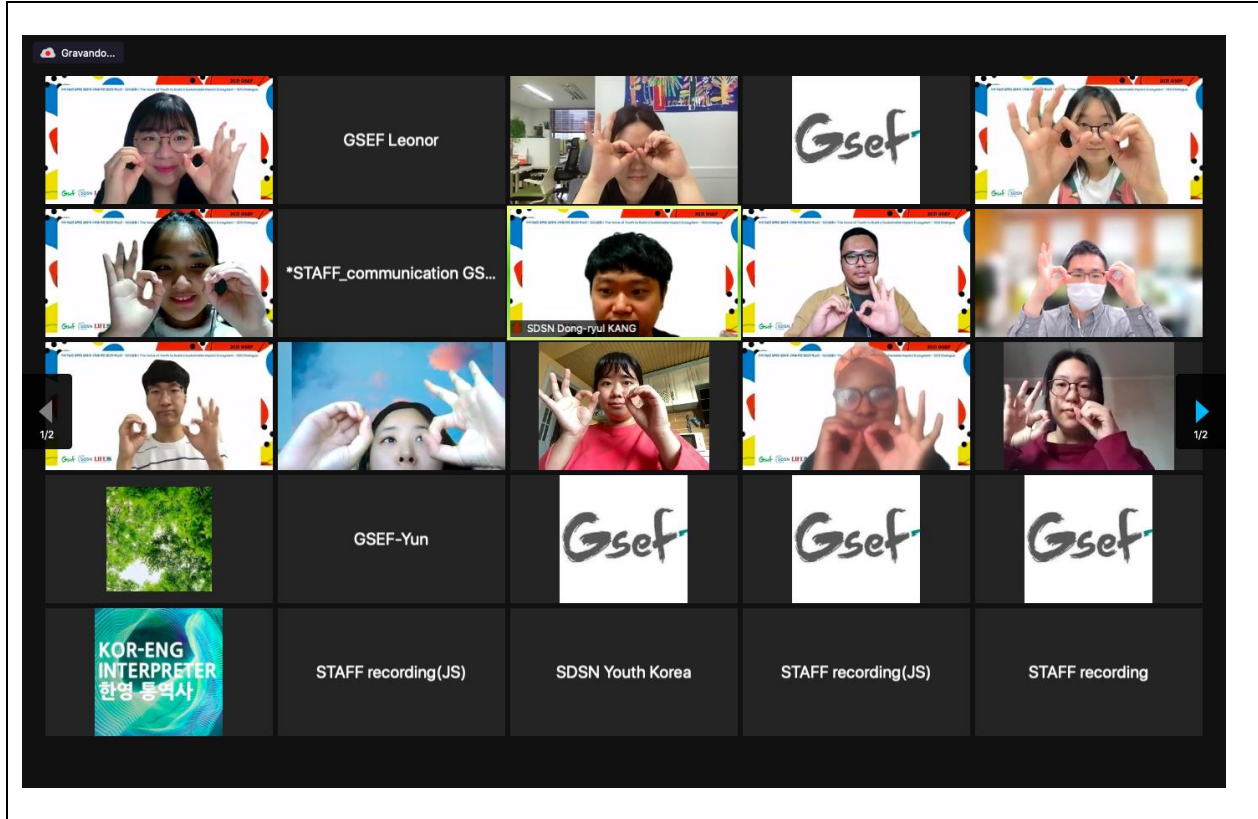 Gravando...
GSEF Leonor
Gsef
*STAFF_communication GS...
SDSN Dong-ryul KANG
1/2
1/2
GSEF-Yun
Gsef
Gsef
Gsef
KOR-ENG
INTERPRETER
한영 통역사
STAFF recording(JS)
SDSN Youth Korea
STAFF recording(JS)
STAFF recording